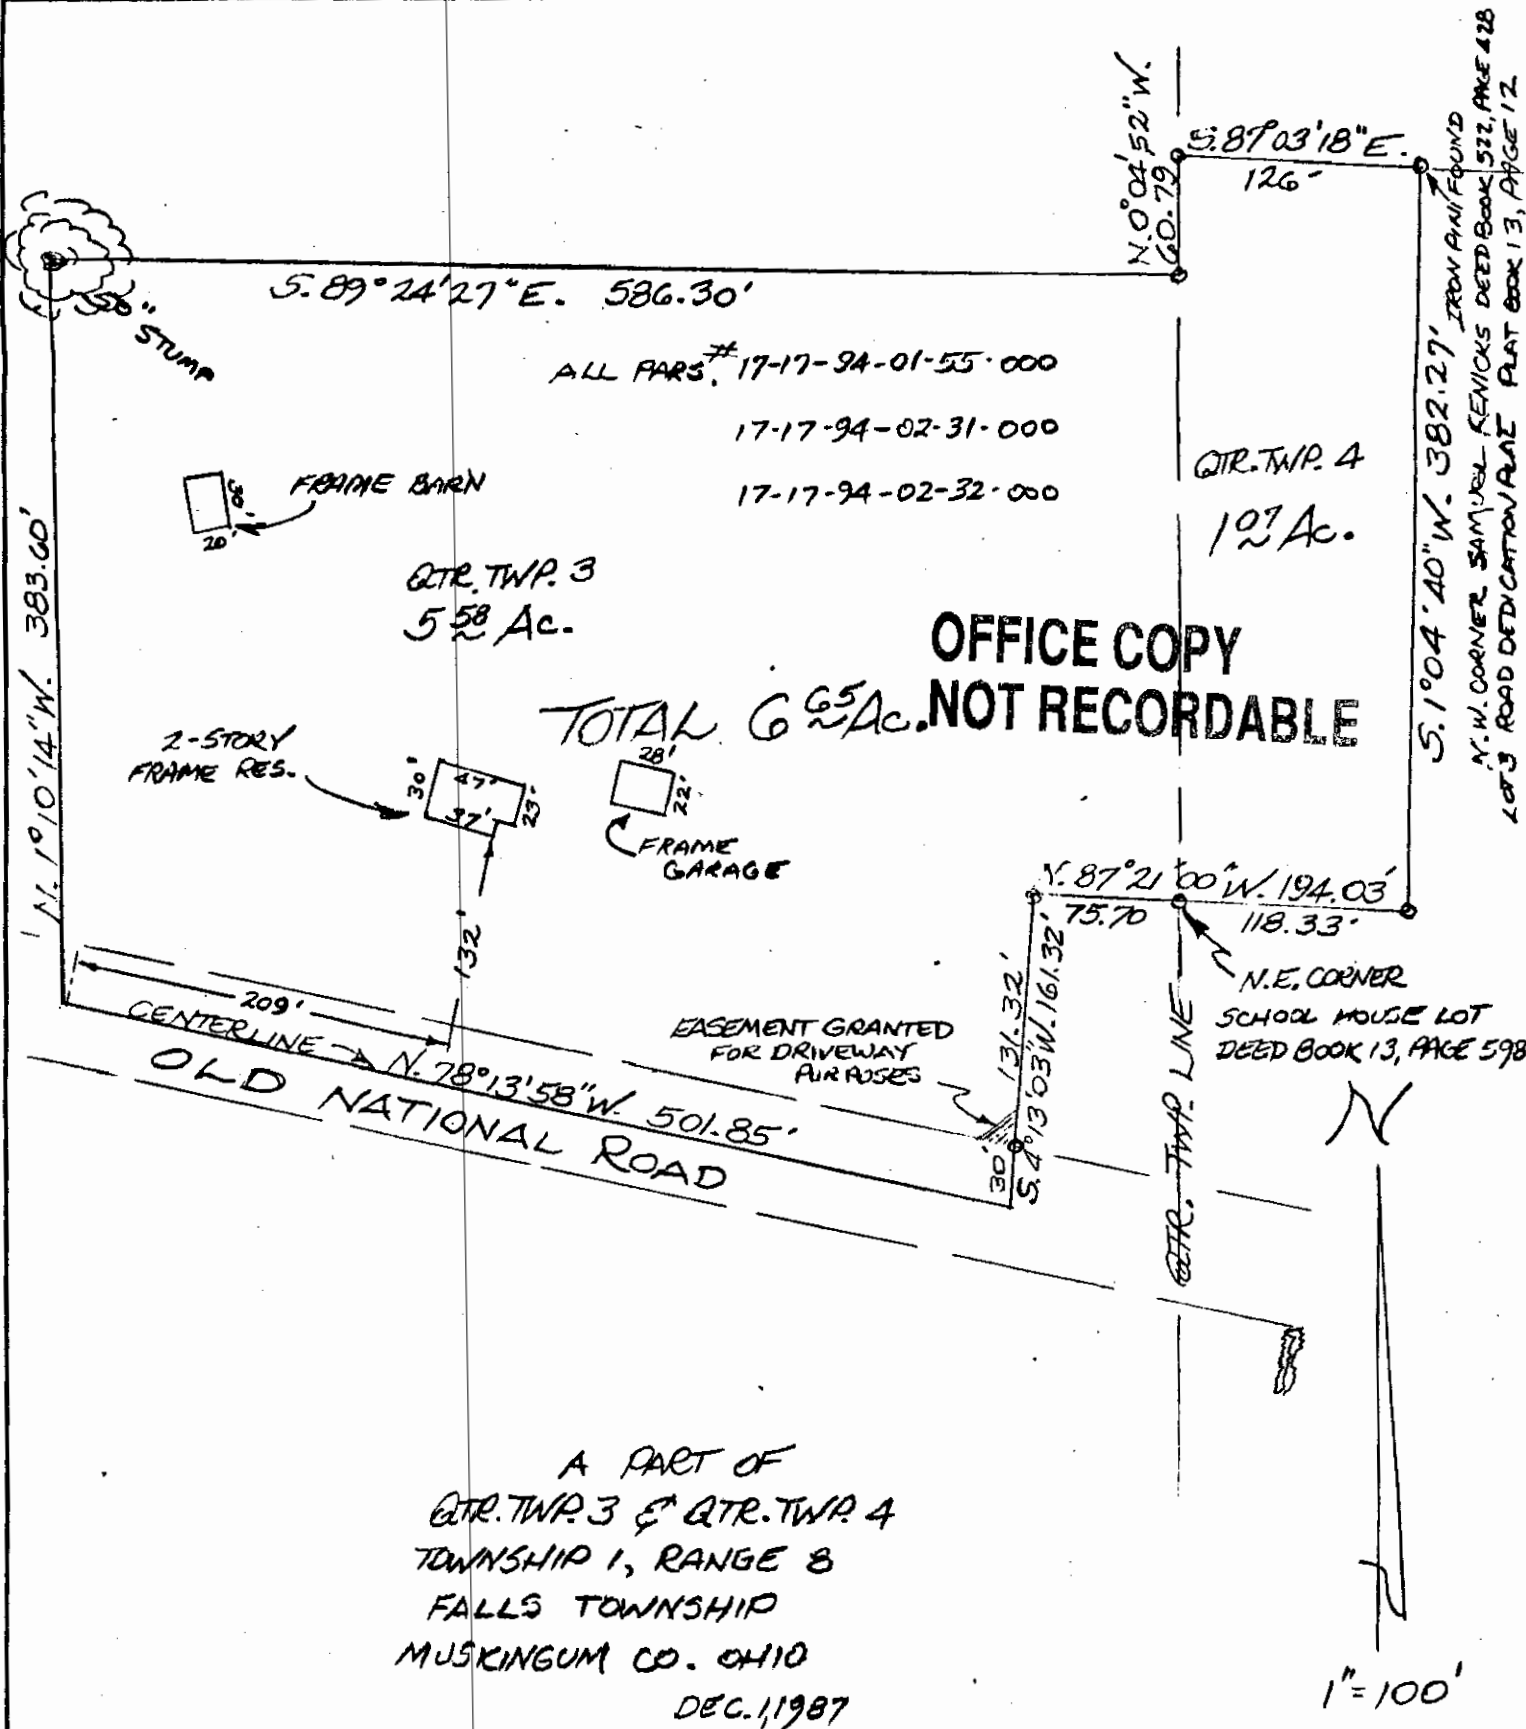 N. 0°04'52" W.
60.79
S. 87°03'18" E.
126'
IRON PIN FOUND
N.W. CORNER SAMUEL KENICKS DEED BOOK 522, PAGE 428
LOT 3 ROAD DEDICATION PLAT PLAT BOOK 13, PAGE 12
S. 89°24'27" E. 586.30'
STUMP
ALL PARS. # 17-17-94-01-55-000
17-17-94-02-31-000
17-17-94-02-32-000
QTR. TWP. 4
1 07 Ac.
S. 1°04'40" W. 382.27'
FRAME BARN
30'
20'
N. 1°10'14" W. 383.60'
QTR. TWP. 3
5 58 Ac.
OFFICE COPY
NOT RECORDABLE
TOTAL 6 65 Ac.
2-STORY
FRAME RES.
30'
47'
37'
23'
28'
22'
FRAME
GARAGE
132'
N. 87°21'00" W. 194.03'
75.70
118.33'
N.E. CORNER
SCHOOL HOUSE LOT
DEED BOOK 13, PAGE 598
131.32'
S. 4°13'03" W. 161.32'
30'
209'
CENTERLINE
N. 78°13'58" W. 501.85'
OLD NATIONAL ROAD
EASEMENT GRANTED
FOR DRIVEWAY
PURPOSES
QTR. TWP. LINE
N
A PART OF
QTR. TWP. 3 & QTR. TWP. 4
TOWNSHIP 1, RANGE 8
FALLS TOWNSHIP
MUSKINGUM CO. OHIO
DEC. 1, 1987
1" = 100'